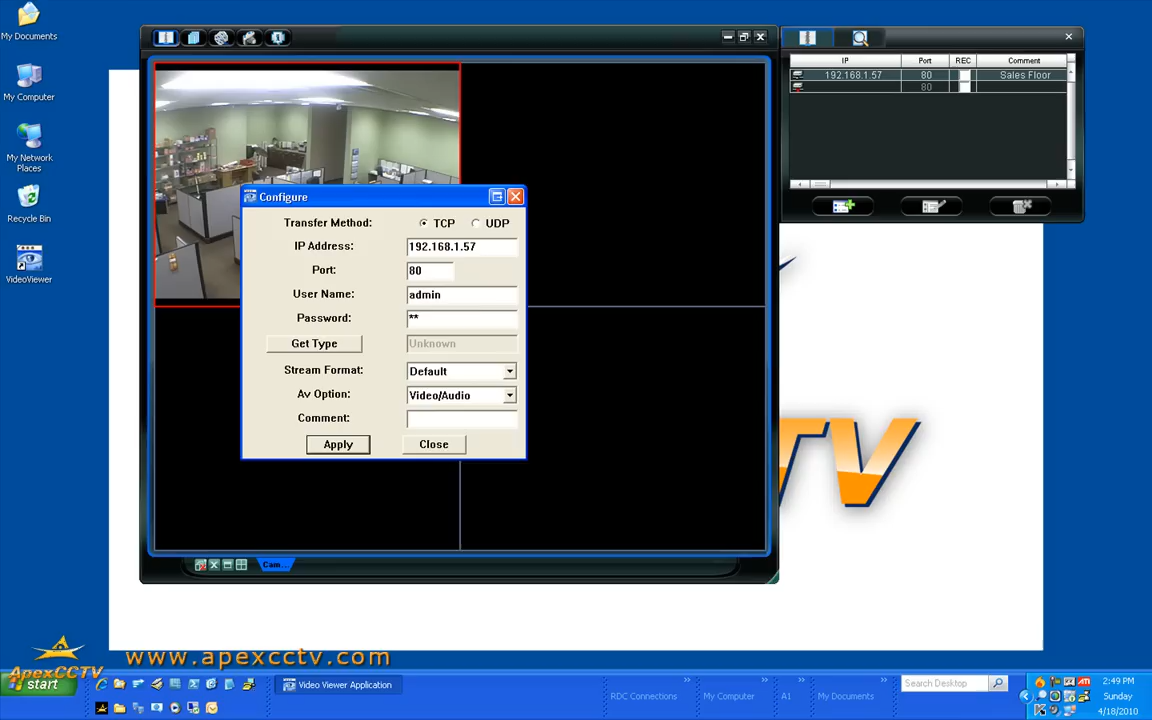 My Documents
My Computer
My Network
Places
Recycle Bin
VideoViewer
IP Port REC Comment
192.168.1.57 80 Sales Floor
80
Configure
Transfer Method: TCP UDP
IP Address: 192.168.1.57
Port: 80
User Name: admin
Password: **
Get Type Unknown
Stream Format: Default
Av Option: Video/Audio
Comment:
Apply Close
TV
Cam...
www.apexcctv.com
ApexCCTV
start
Video Viewer Application
RDC Connections
My Computer
A1
My Documents
Search Desktop
2:49 PM
Sunday
4/18/2010